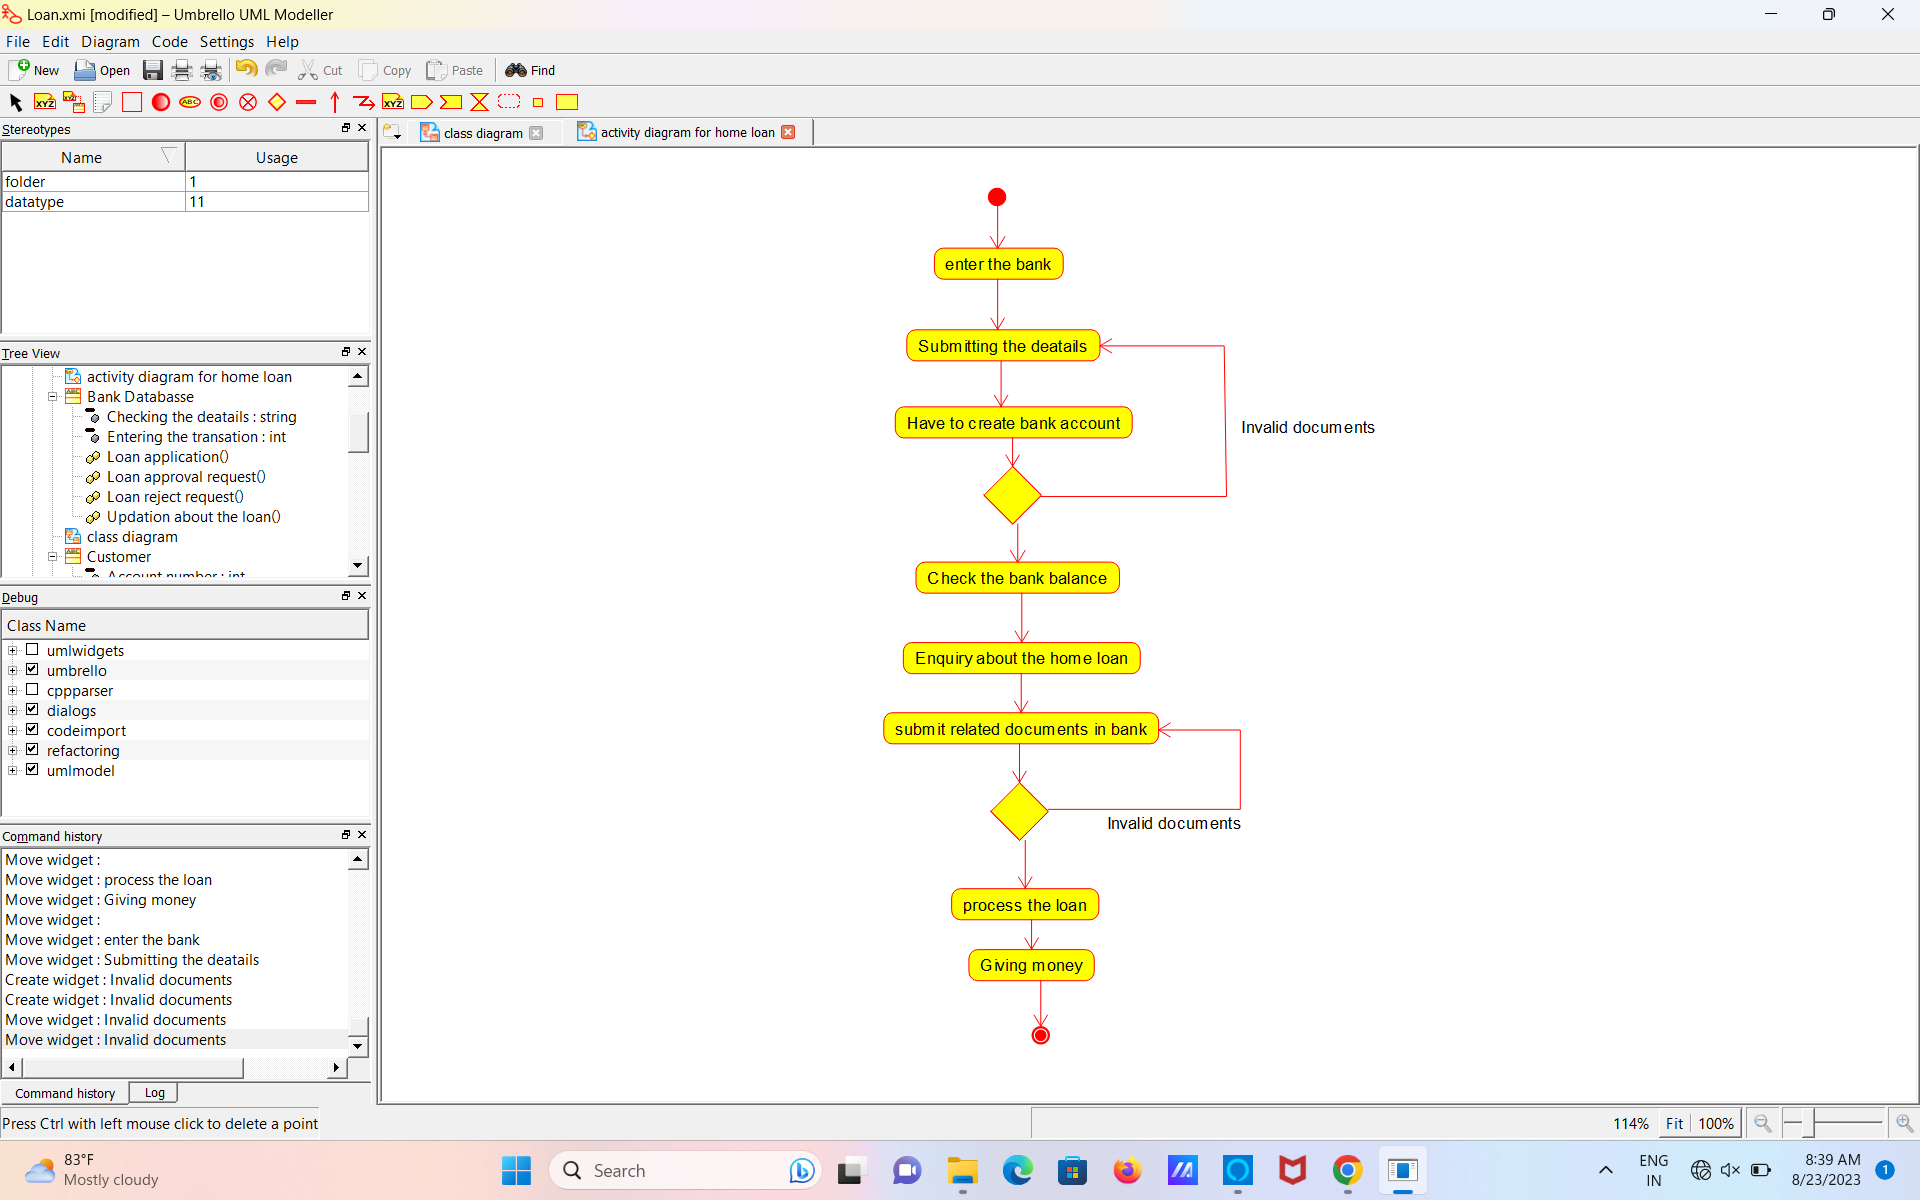 Loan.xmi [modified] – Umbrello UML Modeller
File Edit Diagram Code Settings Help
New Open Cut Copy Paste Find
XYZ ABC XYZ
Stereotypes
Name Usage
folder 1
datatype 11
Tree View
activity diagram for home loan
Bank Databasse
Checking the deatails : string
Entering the transation : int
Loan application()
Loan approval request()
Loan reject request()
Updation about the loan()
class diagram
Customer
Account number : int
Debug
Class Name
umlwidgets
umbrello
cppparser
dialogs
codeimport
refactoring
umlmodel
Command history
Move widget :
Move widget : process the loan
Move widget : Giving money
Move widget :
Move widget : enter the bank
Move widget : Submitting the deatails
Create widget : Invalid documents
Create widget : Invalid documents
Move widget : Invalid documents
Move widget : Invalid documents
Command history Log
Press Ctrl with left mouse click to delete a point
class diagram activity diagram for home loan
enter the bank
Submitting the deatails
Have to create bank account
Invalid documents
Check the bank balance
Enquiry about the home loan
submit related documents in bank
Invalid documents
process the loan
Giving money
114% Fit 100%
83°F
Mostly cloudy
Search
ENG
IN
8:39 AM
8/23/2023
1